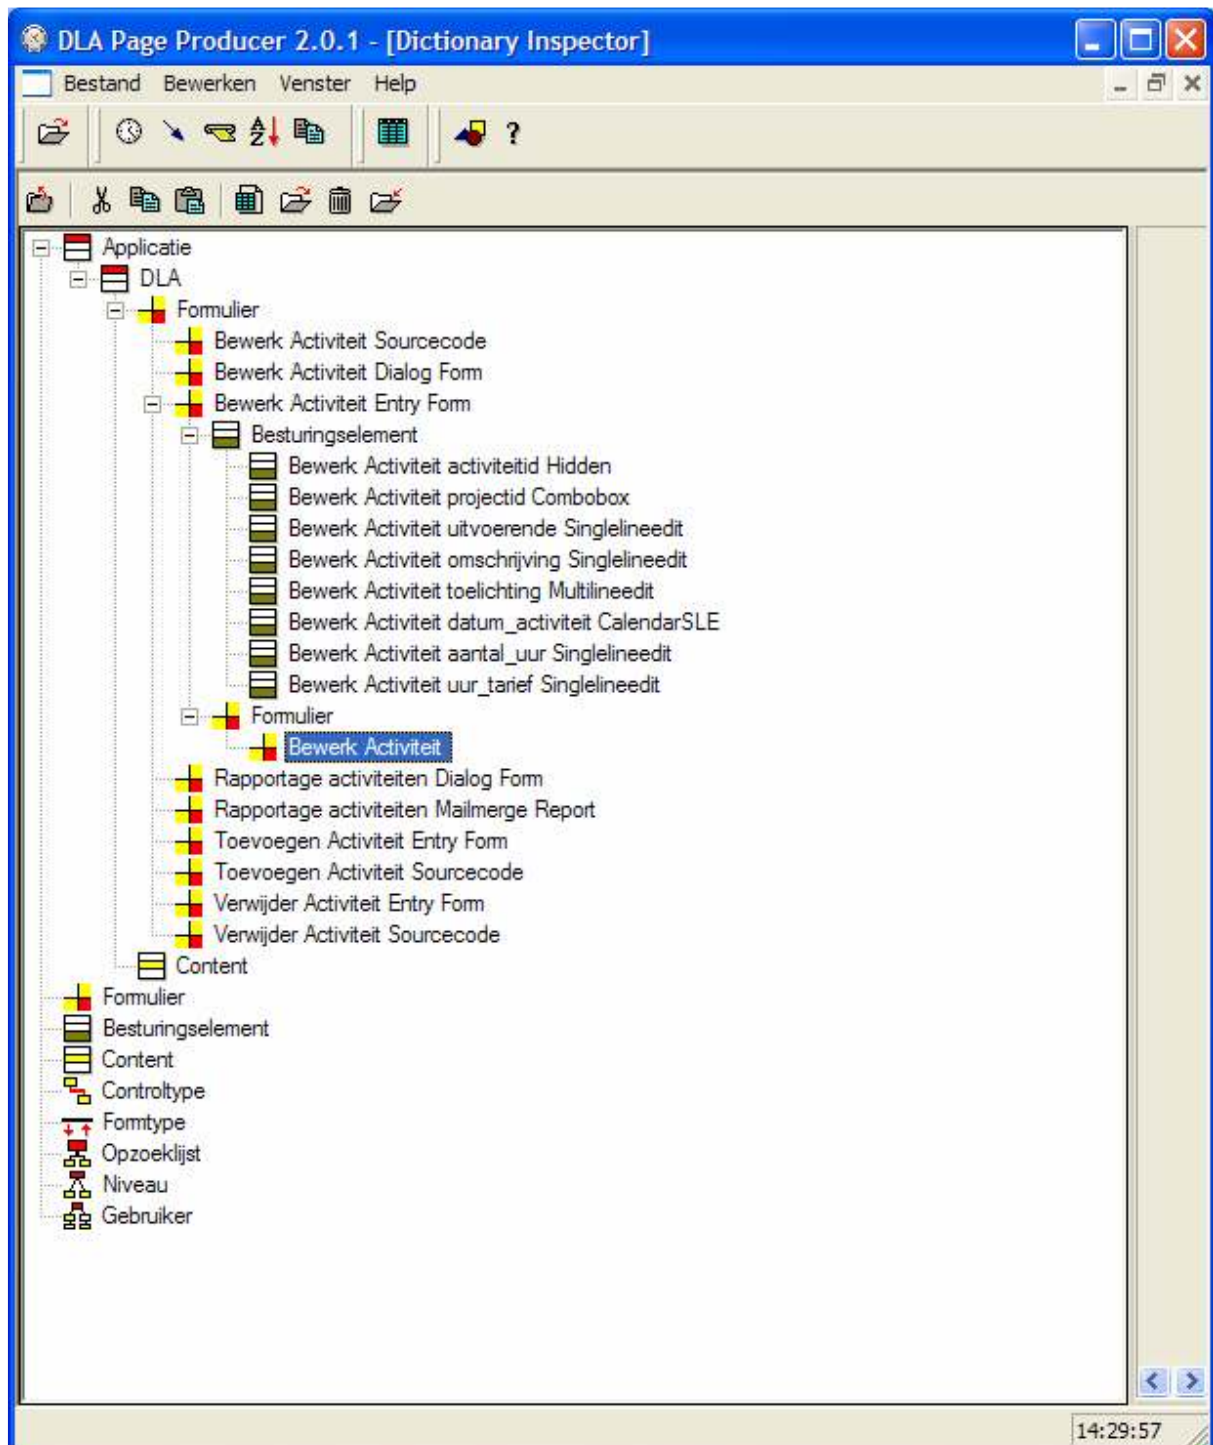 DLA Page Producer 2.0.1 - [Dictionary Inspector]
Bestand Bewerken Venster Help
Applicatie
DLA
Formulier
Bewerk Activiteit Sourcecode
Bewerk Activiteit Dialog Form
Bewerk Activiteit Entry Form
Besturingselement
Bewerk Activiteit activiteitid Hidden
Bewerk Activiteit projectid Combobox
Bewerk Activiteit uitvoerende Singlelineedit
Bewerk Activiteit omschrijving Singlelineedit
Bewerk Activiteit toelichting Multilineedit
Bewerk Activiteit datum_activiteit CalendarSLE
Bewerk Activiteit aantal_uur Singlelineedit
Bewerk Activiteit uur_tarief Singlelineedit
Formulier
Bewerk Activiteit
Rapportage activiteiten Dialog Form
Rapportage activiteiten Mailmerge Report
Toevoegen Activiteit Entry Form
Toevoegen Activiteit Sourcecode
Verwijder Activiteit Entry Form
Verwijder Activiteit Sourcecode
Content
Formulier
Besturingselement
Content
Controltype
Formtype
Opzoeklijst
Niveau
Gebruiker
14:29:57